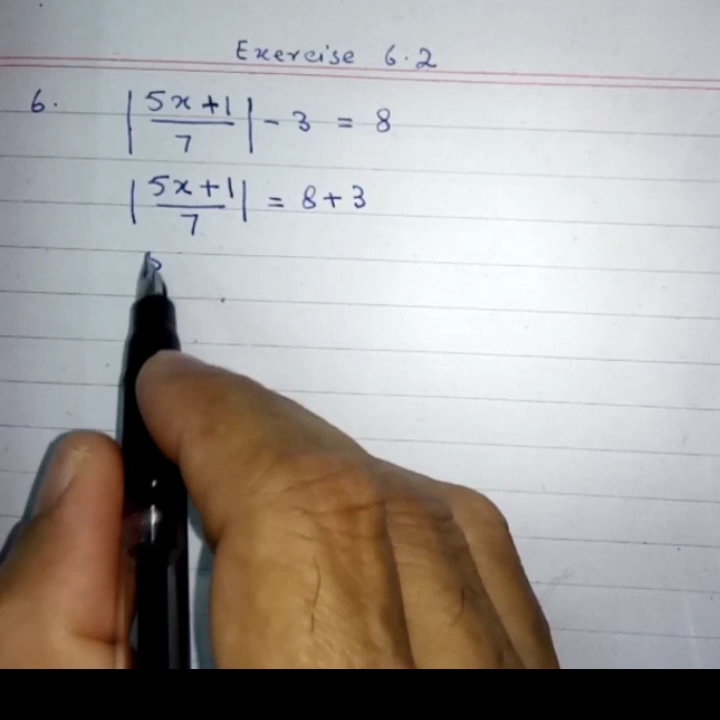 Exercise 6.2
6. |5x+1/7| - 3 = 8
|5x+1/7| = 8+3